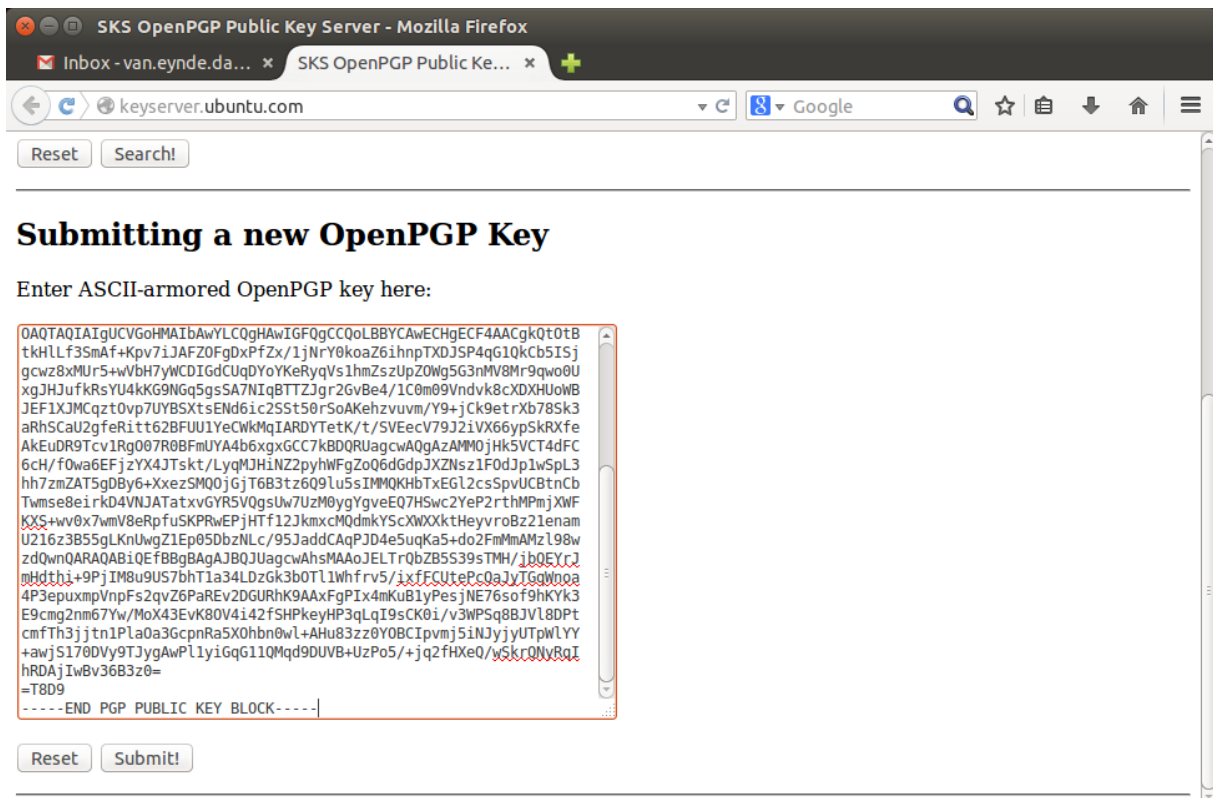 SKS OpenPGP Public Key Server - Mozilla Firefox
Inbox - van.eynde.da... × SKS OpenPGP Public Ke... ×
keyserver.ubuntu.com Google
Reset Search!
Submitting a new OpenPGP Key
Enter ASCII-armored OpenPGP key here:
OAQTAQIAIgUCVGoHMAIbAwYLCQgHAwIGFQgCCQoLBBYCAwECHgECF4AACgkQtOtB
tkHlLf3SmAf+Kpv7iJAFZOFgDxPfZx/1jNrY0koaZ6ihnpTXDJSP4qG1QkCb5ISj
gcwz8xMUr5+wVbH7yWCDIGdCUqDYoYKeRyqVs1hmZszUpZOWg5G3nMV8Mr9qwo0U
xgJHJufkRsYU4kKG9NGq5gsSA7NIqBTTZJgr2GvBe4/1C0m09Vndvk8cXDXHUoWB
JEF1XJMCqztOvp7UYBSXtsENd6ic2SSt50rSoAKehzvuvm/Y9+jCk9etrXb78Sk3
aRhSCaU2gfeRitt62BFUU1YeCWkMqIARDYTetK/t/SVEecV79J2iVX66ypSkRXfe
AkEuDR9Tcv1RgO07R0BFmUYA4b6xgxGCC7kBDQRUagcwAQgAzAMMOjHk5VCT4dFC
6cH/fOwa6EFjzYX4JTskt/LyqMJHiNZ2pyhWFgZoQ6dGdpJXZNsz1FOdJp1wSpL3
hh7zmZAT5gDBy6+XxezSMQOjGjT6B3tz6Q9lu5sIMMQKHbTxEGl2csSpvUCBtnCb
Twmse8eirkD4VNJATatxvGYR5VQgsUw7UzM0ygYgveEQ7HSwc2YeP2rthMPmjXWF
KXS+wv0x7wmV8eRpfuSKPRwEPjHTf12JkmxcMQdmkYScXWXXktHeyvroBz21enam
U216z3B55gLKnUwgZ1Ep05DbzNLc/95JaddCAqPJD4e5uqKa5+do2FmMmAMzl98w
zdQwnQARAQABiQEfBBgBAgAJBQJUagcwAhsMAAoJELTrQbZB5S39sTMH/jbQEYrJ
mHdthi+9PjIM8u9US7bhT1a34LDzGk3bOTl1Whfrv5/ixfFCUtePcQaJyTGqWnoa
4P3epuxmpVnpFs2qvZ6PaREv2DGURhK9AAxFgPIx4mKuB1yPesjNE76sof9hKYk3
E9cmg2nm67Yw/MoX43EvK8OV4i42fSHPkeyHP3qLqI9sCK0i/v3WPSq8BJVl8DPt
cmfTh3jjtn1PlaOa3GcpnRa5XOhbn0wl+AHu83zz0YOBCIpvmj5iNJyjyUTpWlYY
+awjS170DVy9TJygAwPl1yiGqG11QMqd9DUVB+UzPo5/+jq2fHXeQ/wSkrQNyRqI
hRDAjIwBv36B3z0=
=T8D9
-----END PGP PUBLIC KEY BLOCK-----
Reset Submit!